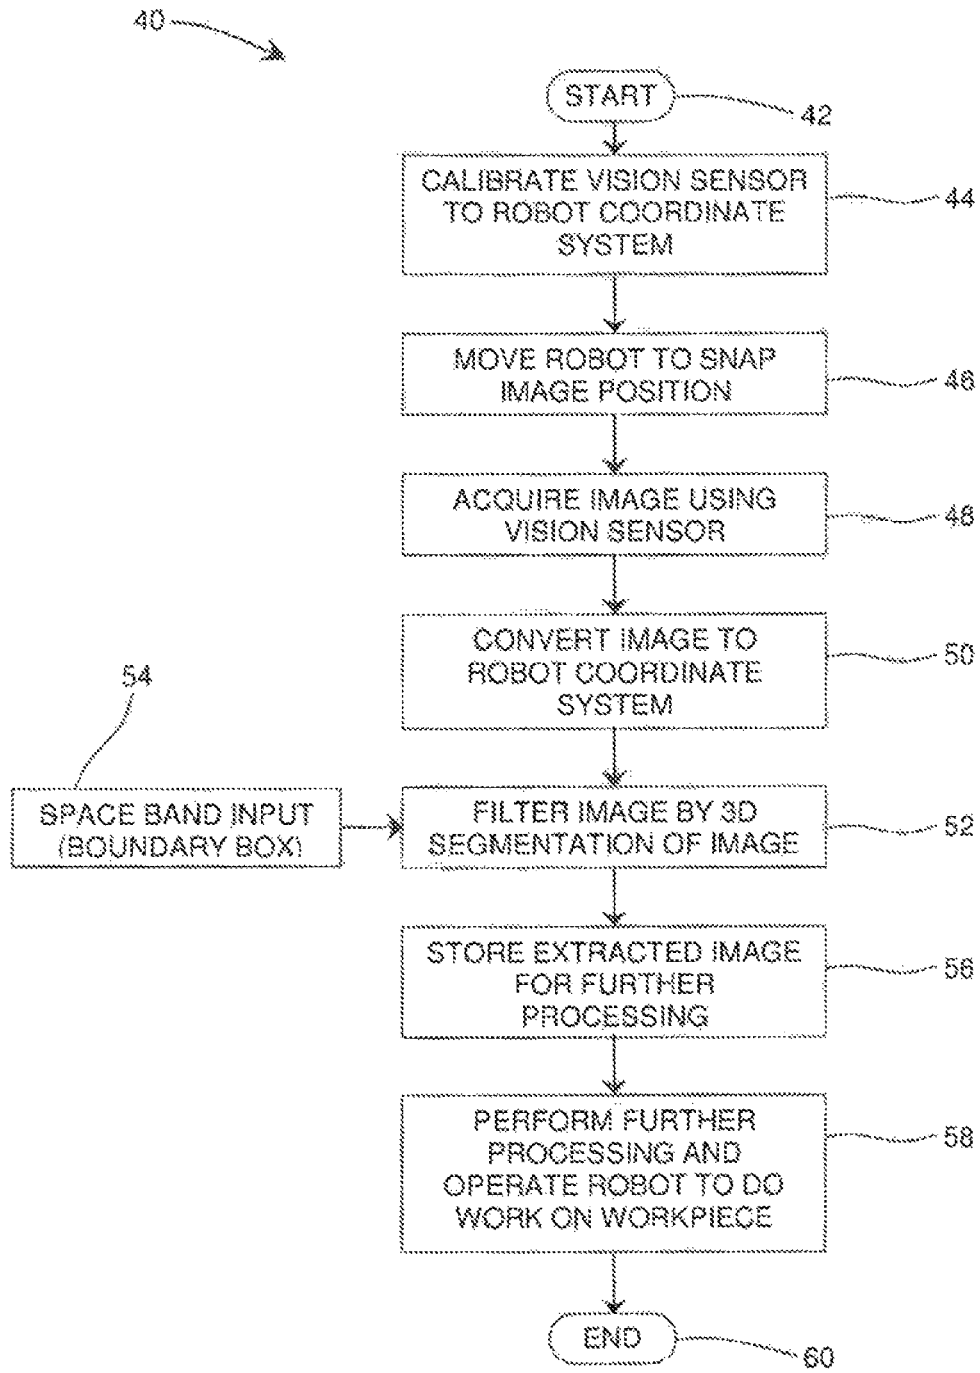 40
START
42
CALIBRATE VISION SENSOR
TO ROBOT COORDINATE
SYSTEM
44
MOVE ROBOT TO SNAP
IMAGE POSITION
46
ACQUIRE IMAGE USING
VISION SENSOR
48
CONVERT IMAGE TO
ROBOT COORDINATE
SYSTEM
50
54
SPACE BAND INPUT
(BOUNDARY BOX)
FILTER IMAGE BY 3D
SEGMENTATION OF IMAGE
52
STORE EXTRACTED IMAGE
FOR FURTHER
PROCESSING
56
PERFORM FURTHER
PROCESSING AND
OPERATE ROBOT TO DO
WORK ON WORKPIECE
58
END
60